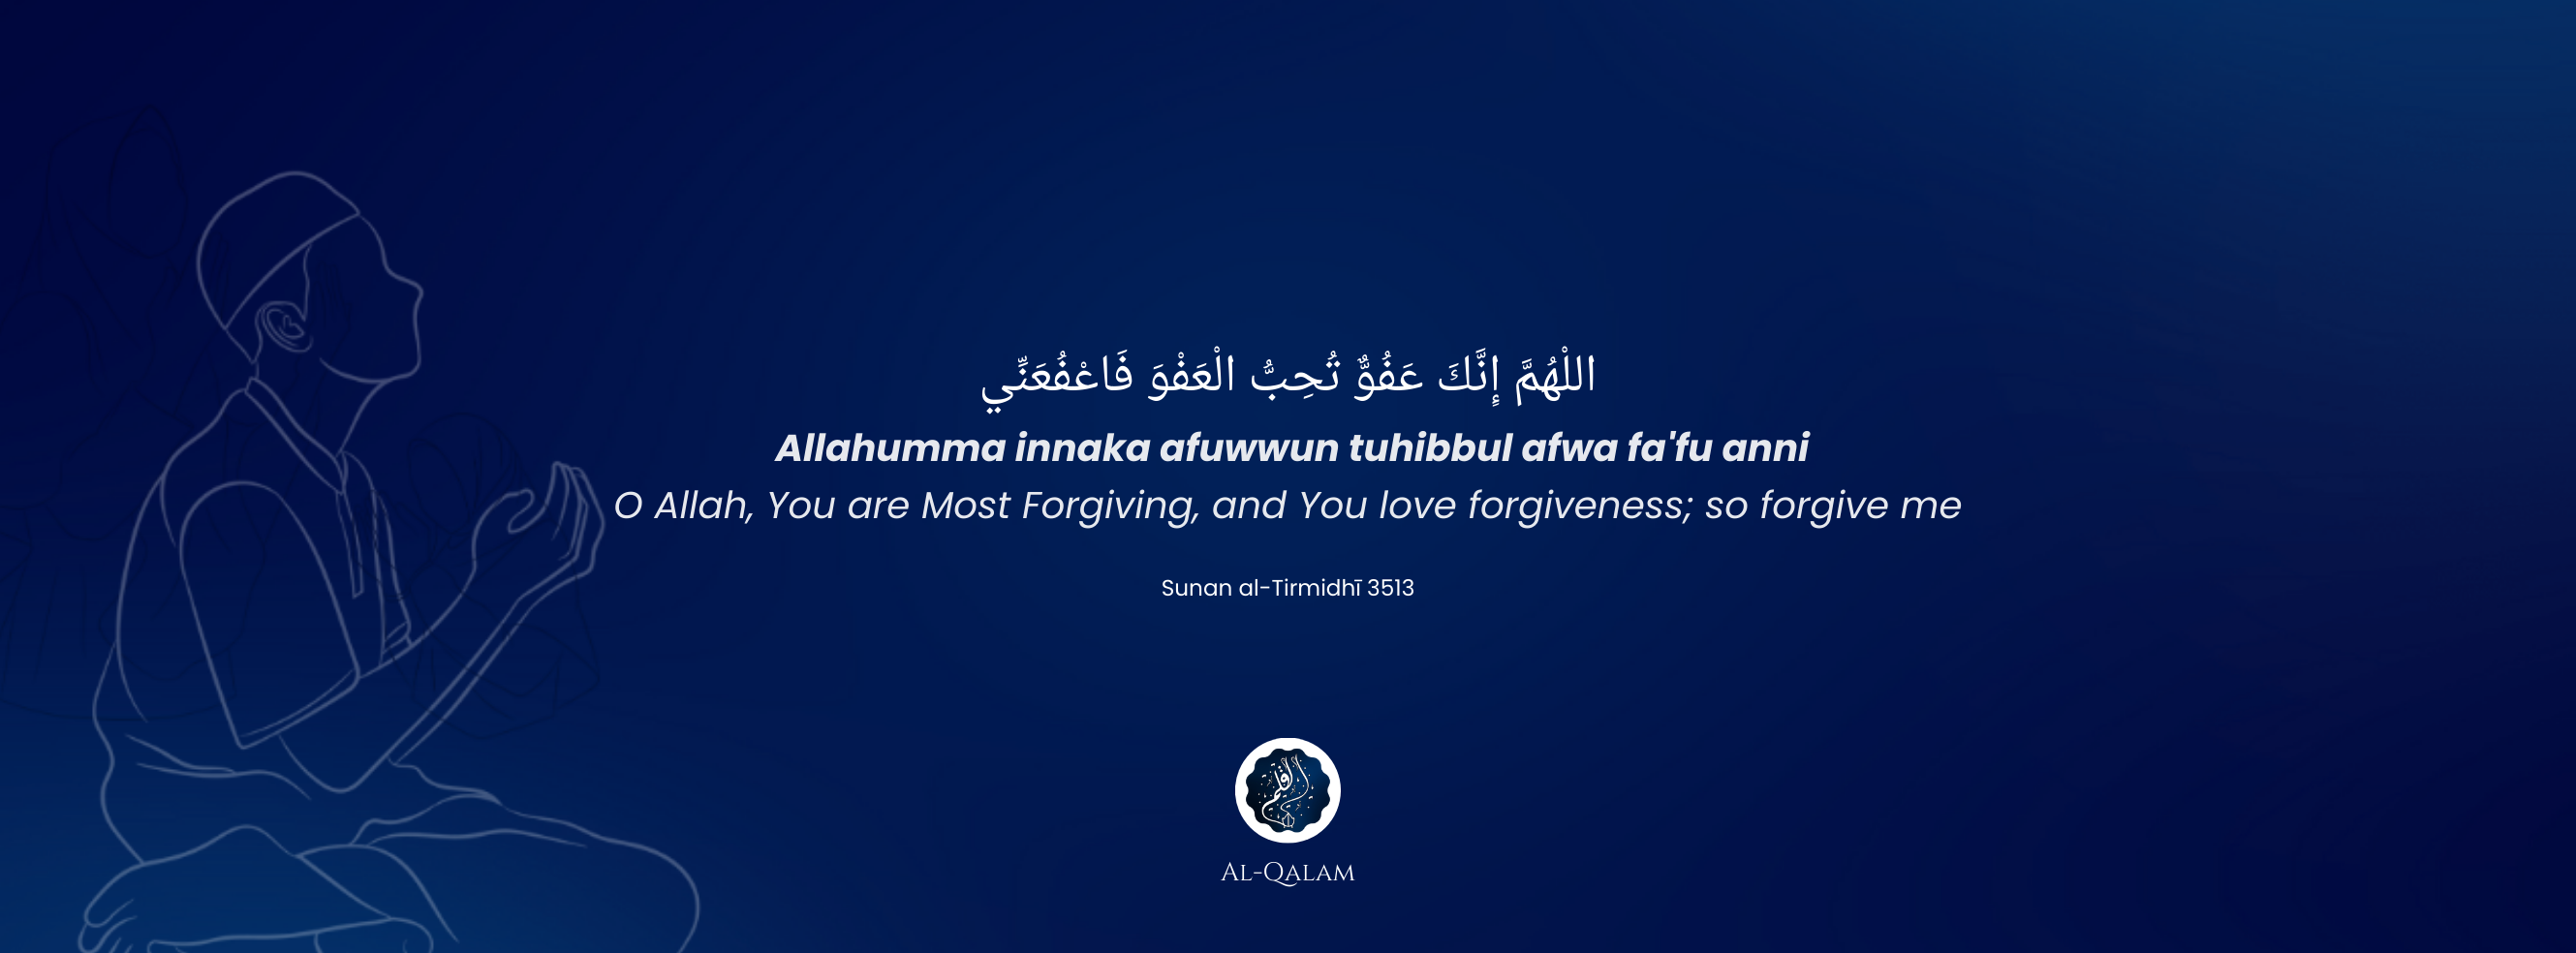 اللْهُمَّ إِنَّكَ عَفُوٌّ تُحِبُّ الْعَفْوَ فَاعْفُعَنِّي
Allahumma innaka afuwwun tuhibbul afwa fa'fu anni
O Allah, You are Most Forgiving, and You love forgiveness; so forgive me
Sunan al-Tirmidhī 3513
القلم
AL-QALAM